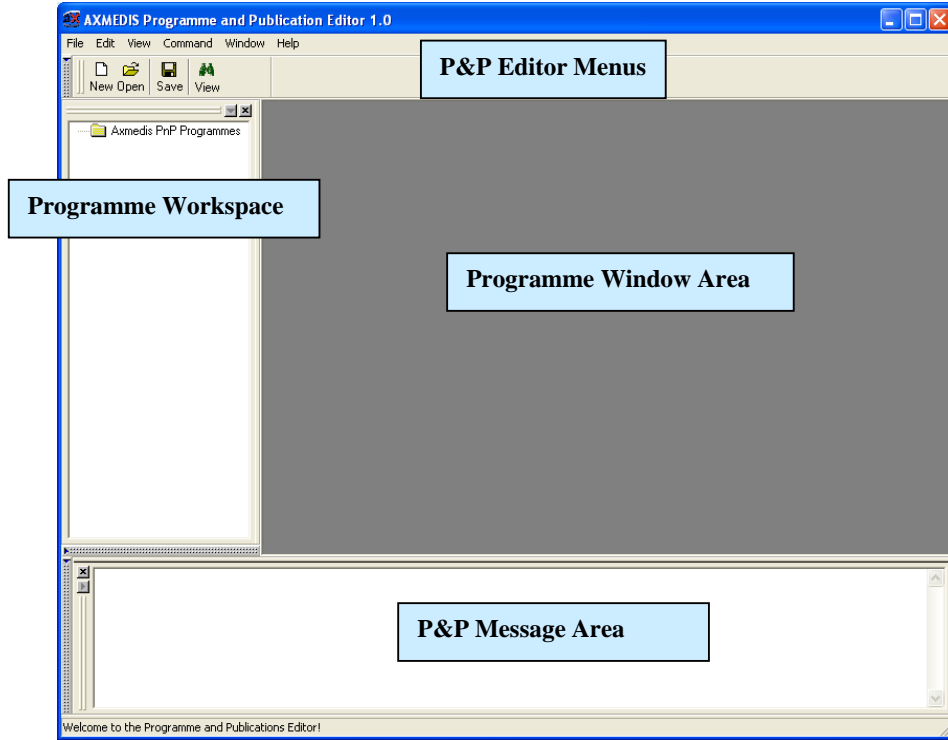 AXMEDIS Programme and Publication Editor 1.0
File Edit View Command Window Help
P&P Editor Menus
New Open Save View
Axmedis PnP Programmes
Programme Workspace
Programme Window Area
P&P Message Area
Welcome to the Programme and Publications Editor!